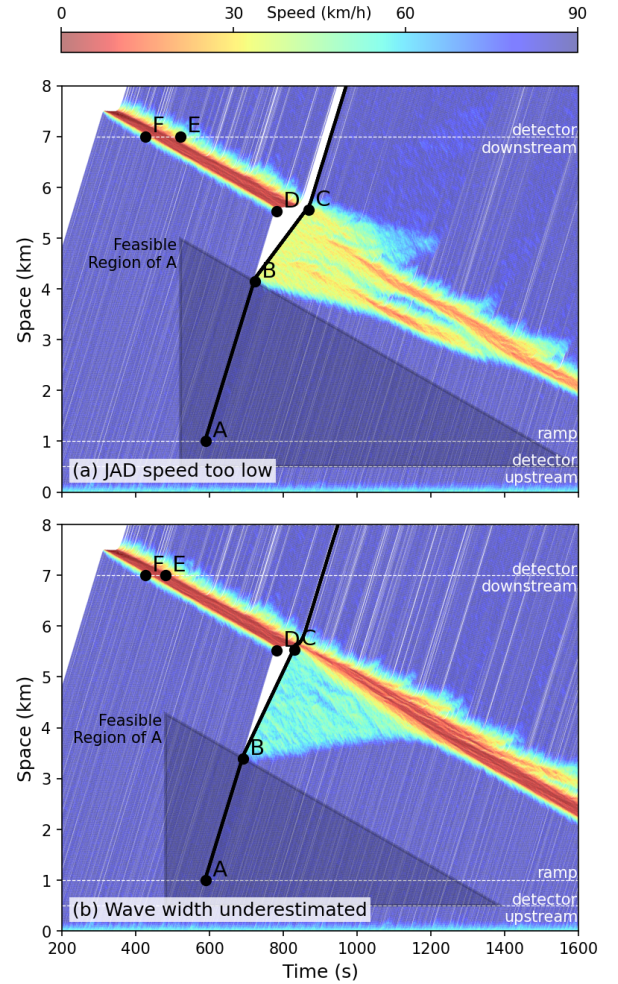 0 30 Speed (km/h) 60 90
8
7
6
5
4
3
2
1
0
Space (km)
F E
detector
downstream
D C
Feasible
Region of A
B
A
ramp
detector
upstream
(a) JAD speed too low
8
7
6
5
4
3
2
1
0
Space (km)
F E
detector
downstream
D C
Feasible
Region of A
B
A
ramp
detector
upstream
(b) Wave width underestimated
200 400 600 800 1000 1200 1400 1600
Time (s)